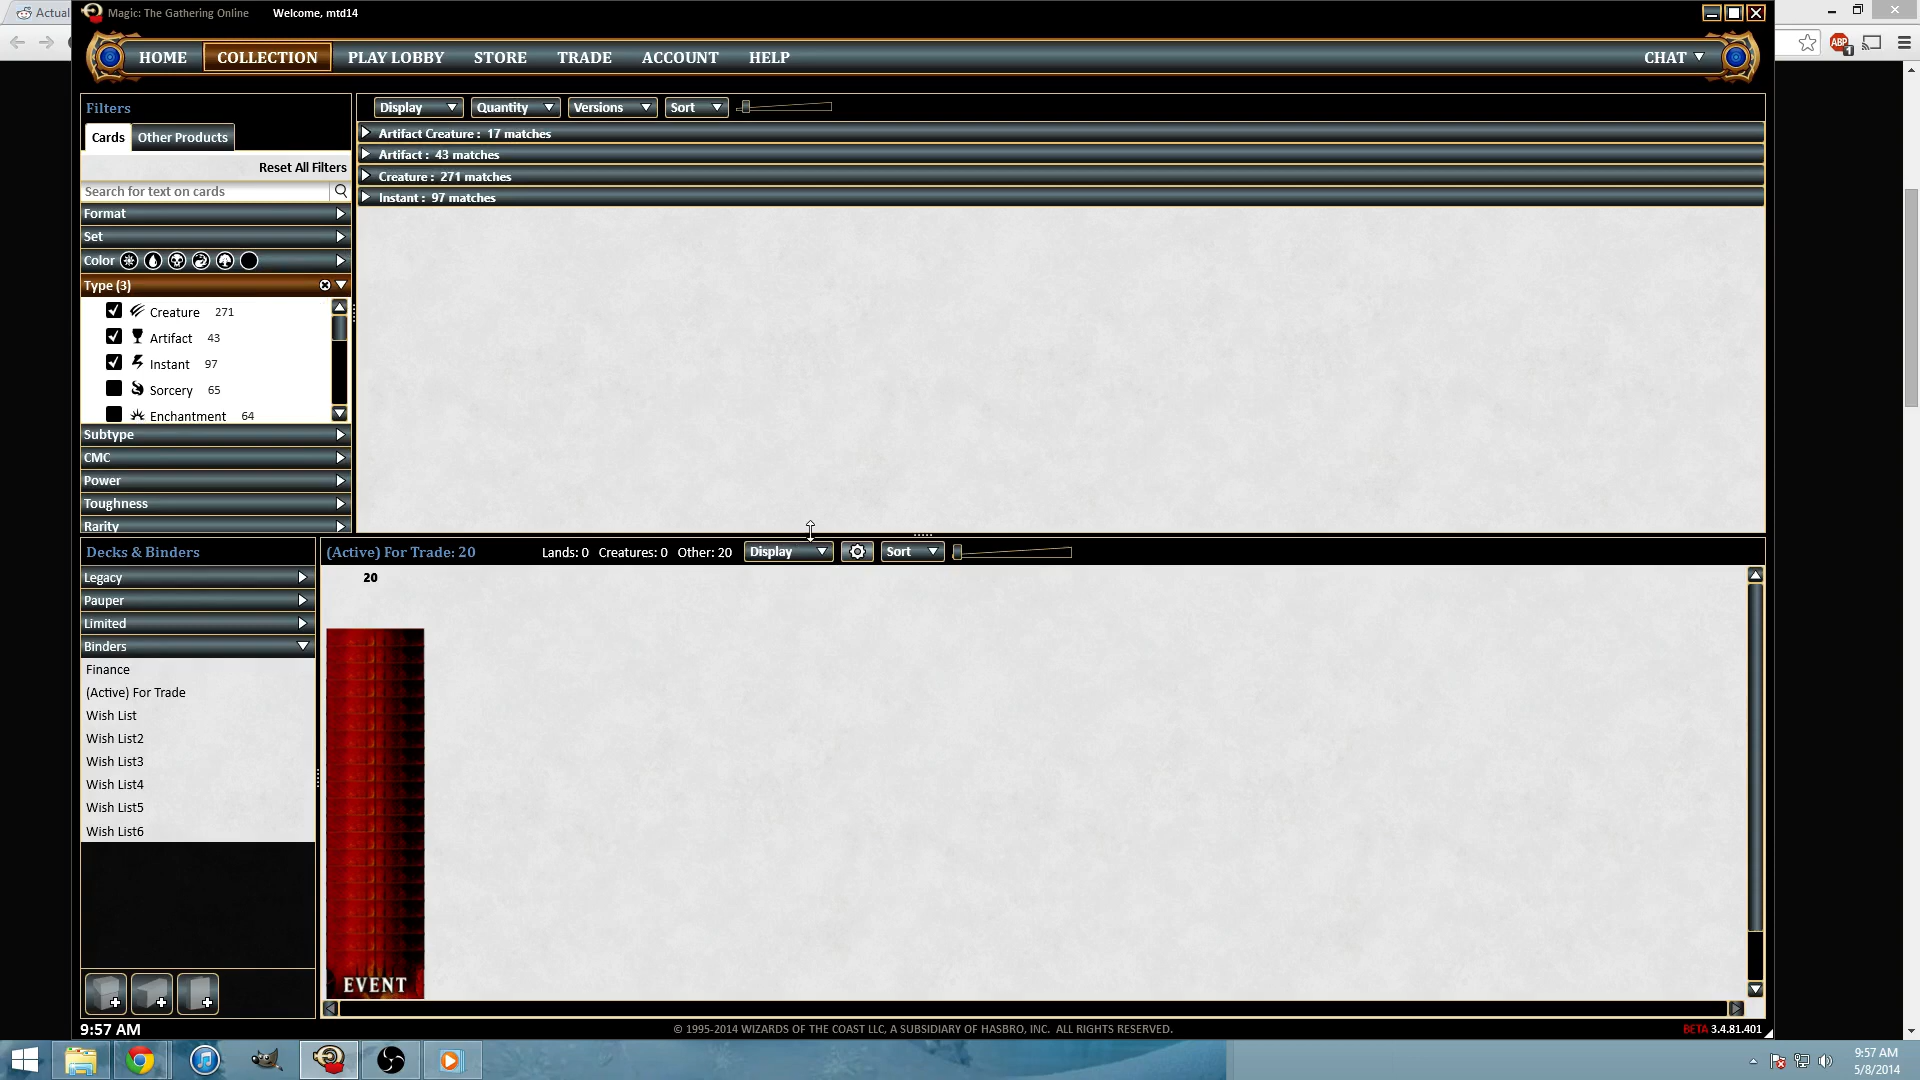 Actual
Magic: The Gathering Online Welcome, mtd14
HOME COLLECTION PLAY LOBBY STORE TRADE ACCOUNT HELP CHAT
ABP 1
Filters
Cards Other Products
Reset All Filters
Search for text on cards
Format
Set
Color
Type (3)
Creature 271
Artifact 43
Instant 97
Sorcery 65
Enchantment 64
Subtype
CMC
Power
Toughness
Rarity
Display Quantity Versions Sort
Artifact Creature : 17 matches
Artifact : 43 matches
Creature : 271 matches
Instant : 97 matches
Decks & Binders
Legacy
Pauper
Limited
Binders
Finance
(Active) For Trade
Wish List
Wish List2
Wish List3
Wish List4
Wish List5
Wish List6
(Active) For Trade: 20 Lands: 0 Creatures: 0 Other: 20 Display Sort
20
EVENT
9:57 AM
© 1995-2014 WIZARDS OF THE COAST LLC, A SUBSIDIARY OF HASBRO, INC. ALL RIGHTS RESERVED.
BETA 3.4.81.401
9:57 AM
5/8/2014